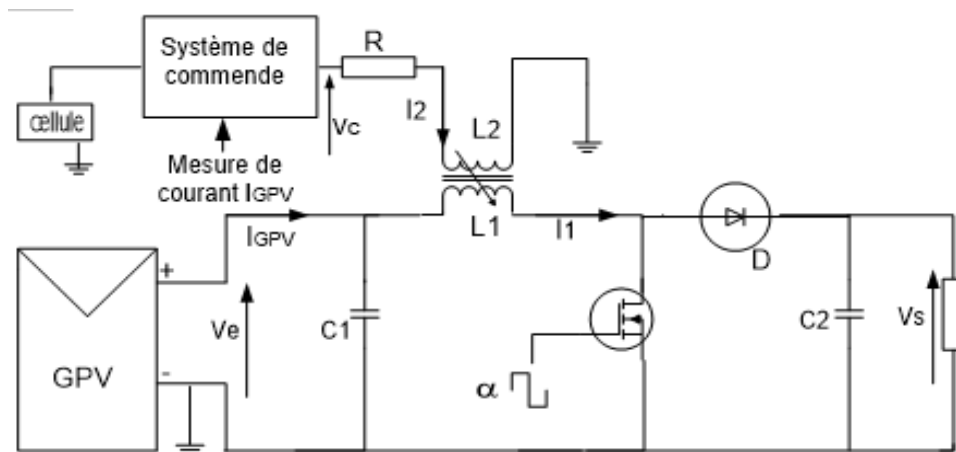 Système de
commende
R
cellule
Vc
I2
L2
Mesure de
courant IGPV
L1
I1
IGPV
D
+
Ve
C1
C2
Vs
-
GPV
α